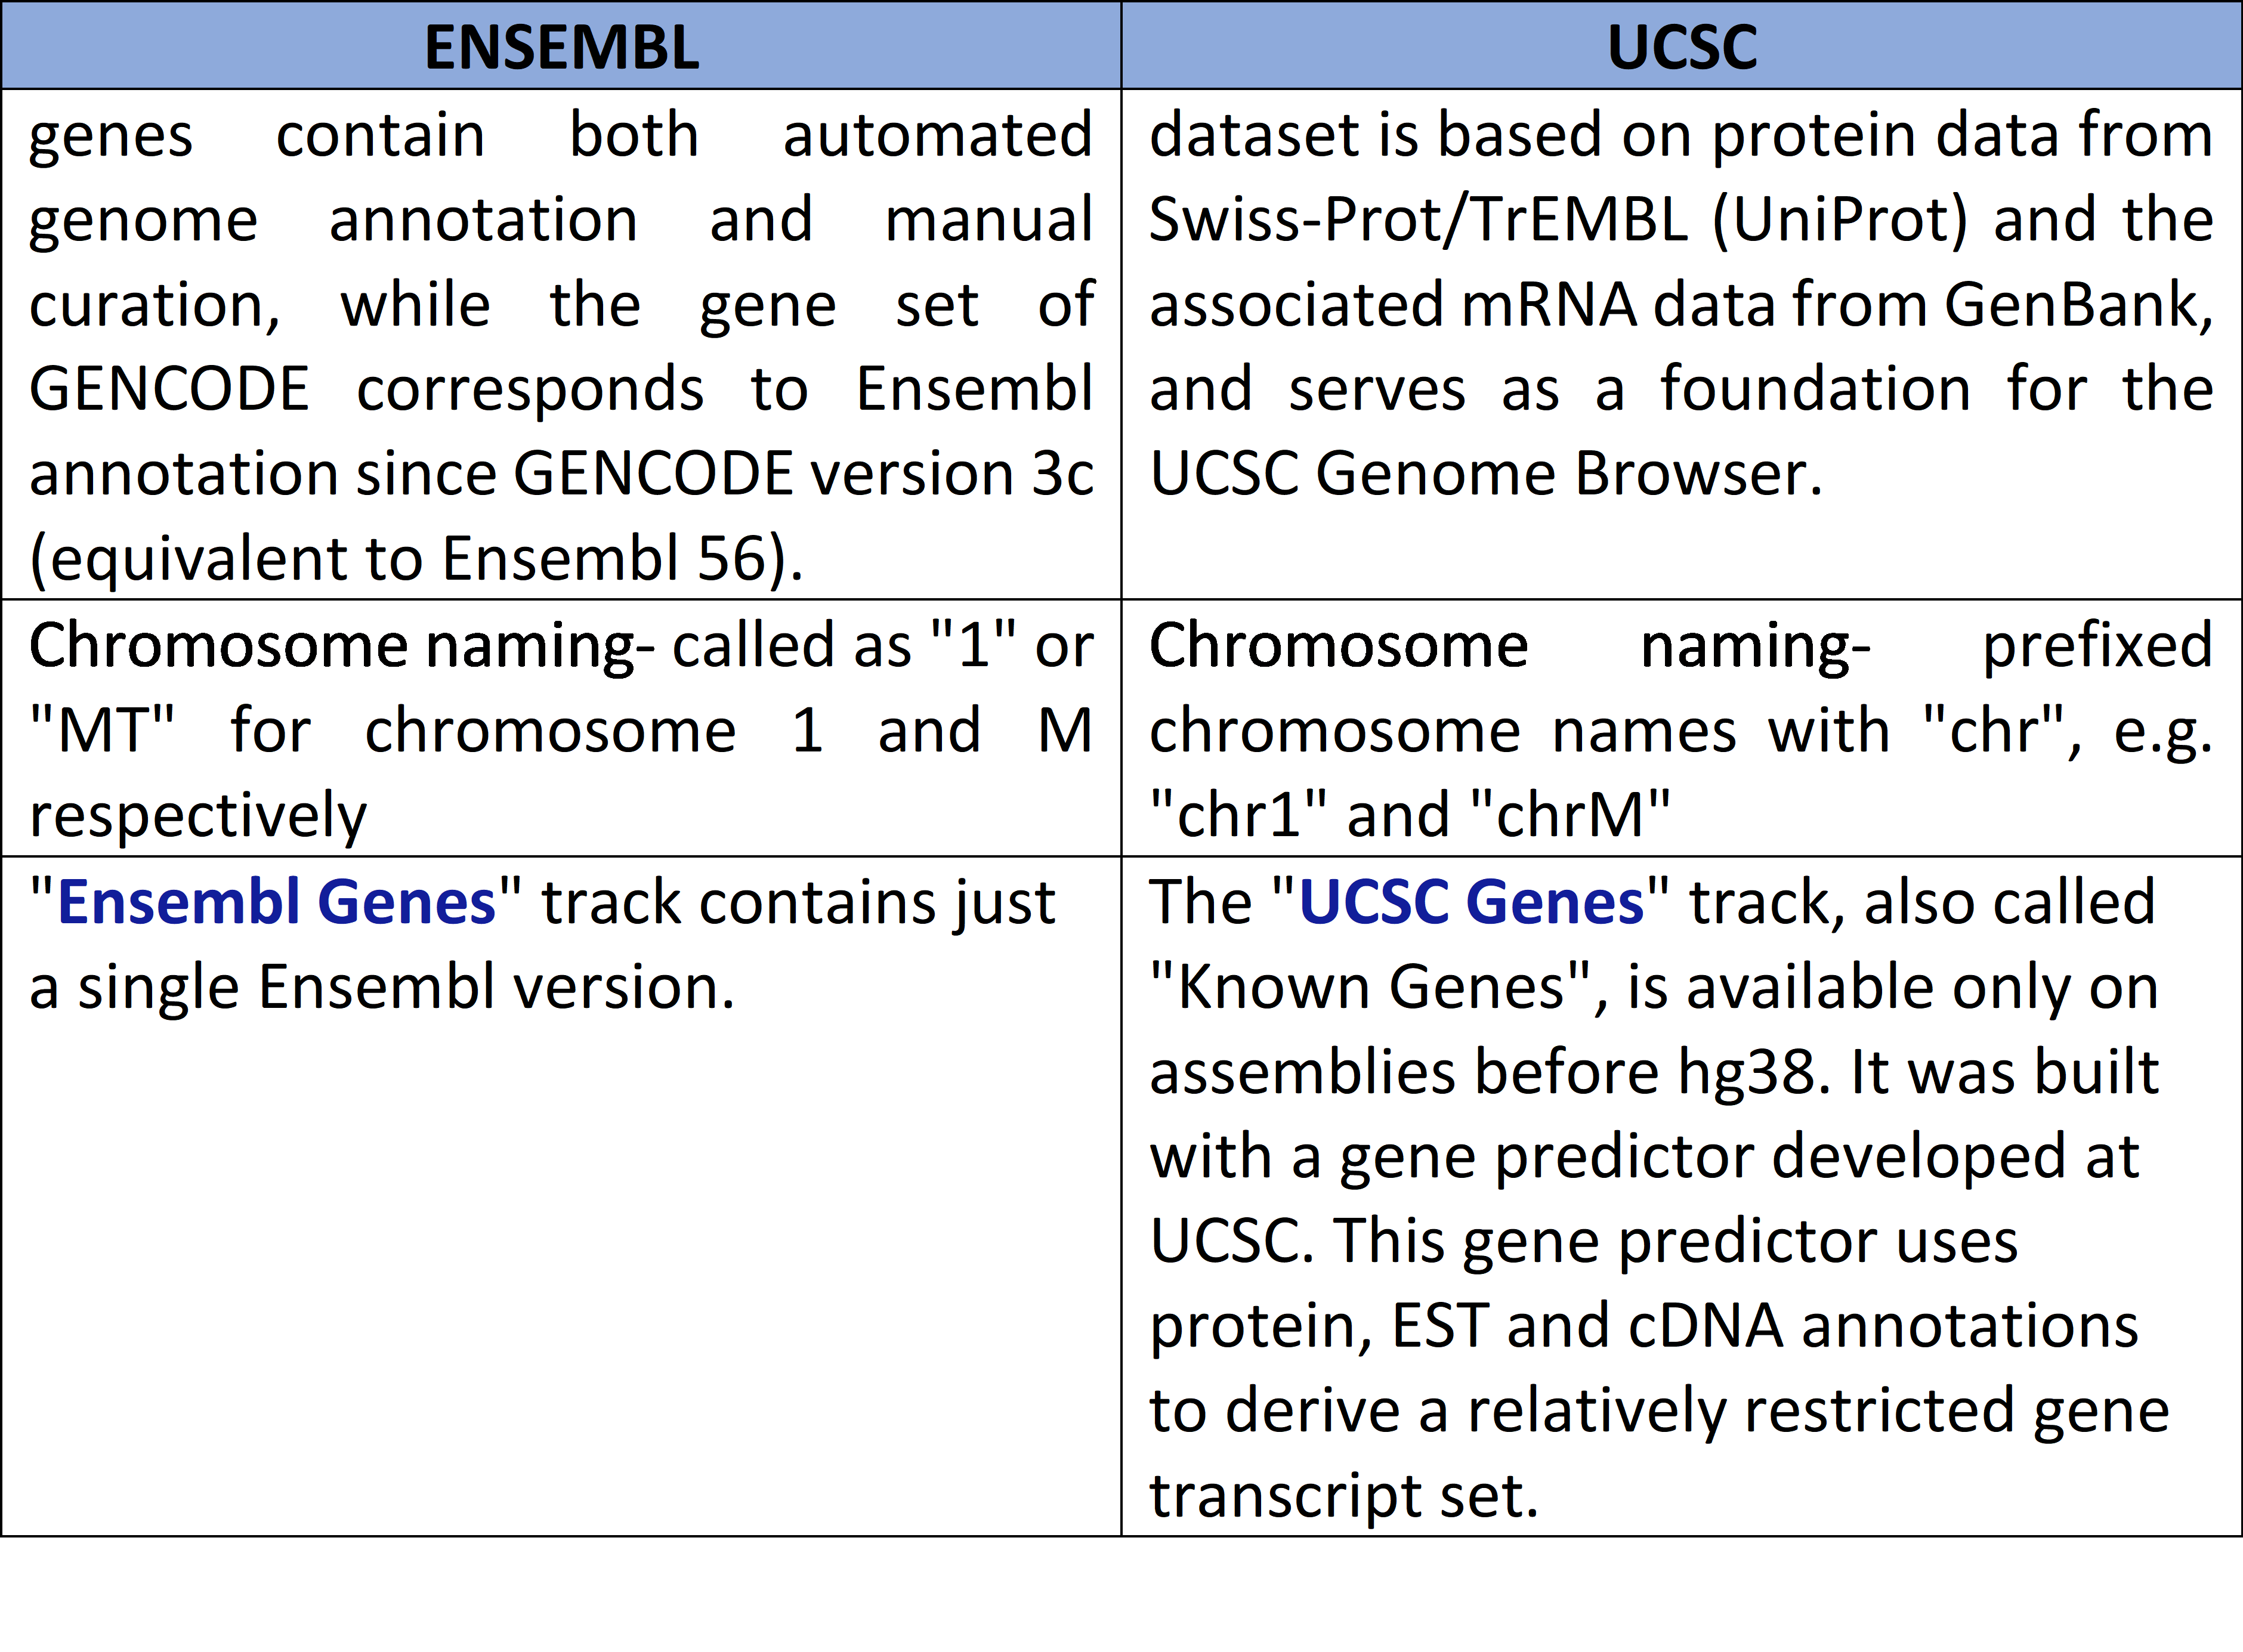 ENSEMBL
UCSC
genes contain both automated
genome annotation and manual
curation, while the gene set of
GENCODE corresponds to Ensembl
annotation since GENCODE version 3c
(equivalent to Ensembl 56).
dataset is based on protein data from
Swiss-Prot/TrEMBL (UniProt) and the
associated mRNA data from GenBank,
and serves as a foundation for the
UCSC Genome Browser.
Chromosome naming- called as "1" or
"MT" for chromosome 1 and M
respectively
Chromosome naming- prefixed
chromosome names with "chr", e.g.
"chr1" and "chrM"
"Ensembl Genes" track contains just
a single Ensembl version.
The "UCSC Genes" track, also called
"Known Genes", is available only on
assemblies before hg38. It was built
with a gene predictor developed at
UCSC. This gene predictor uses
protein, EST and cDNA annotations
to derive a relatively restricted gene
transcript set.